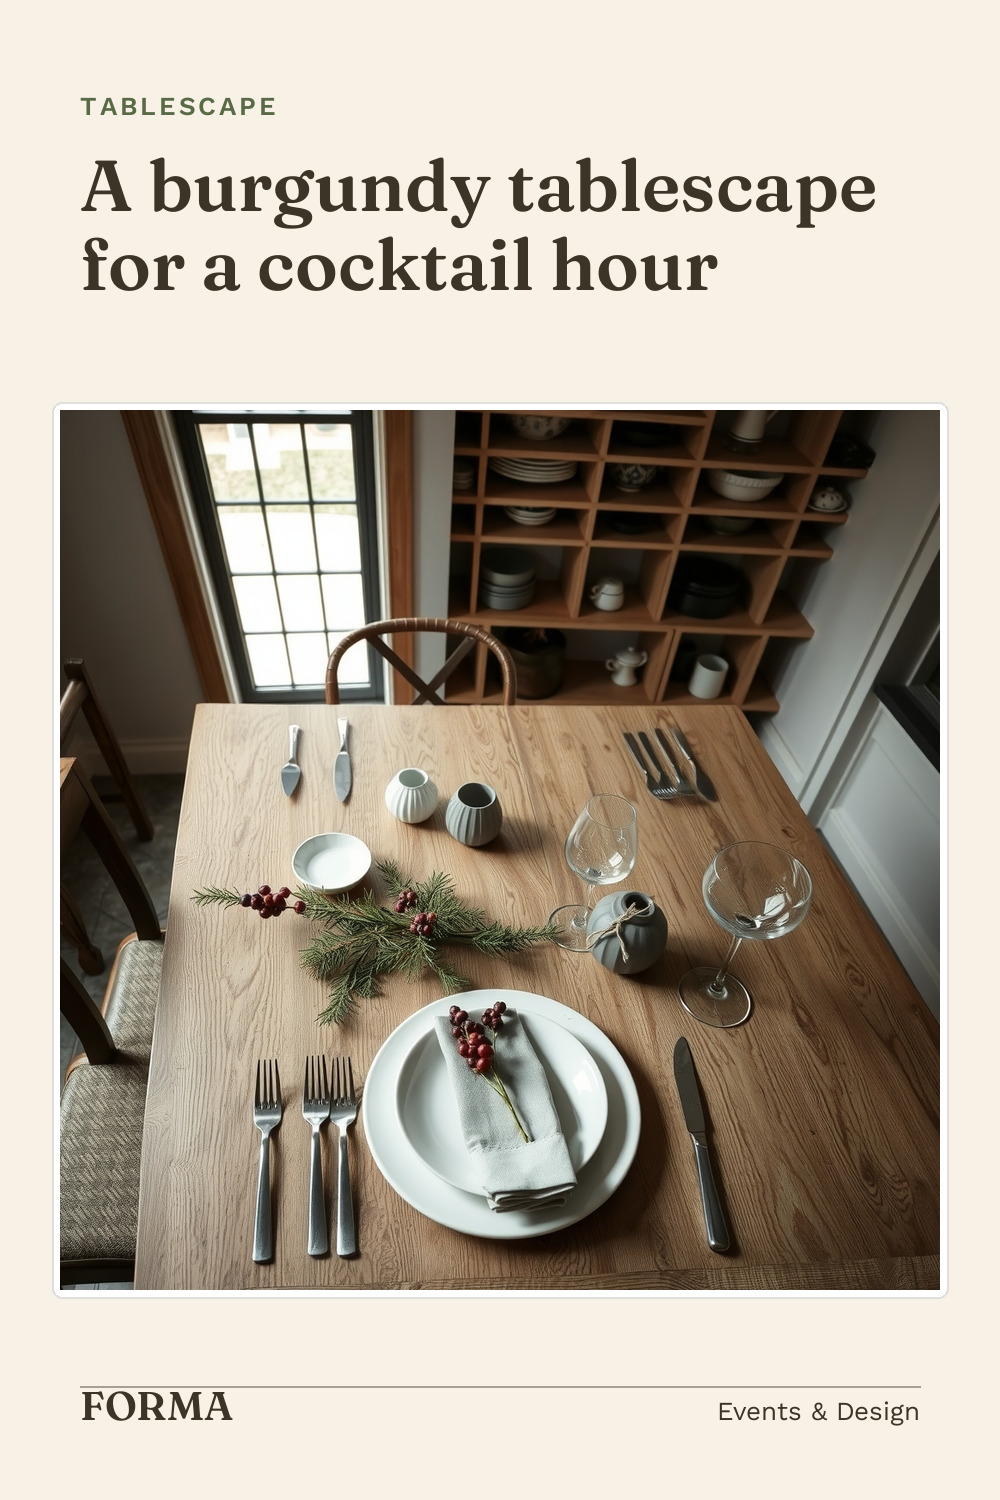 TABLESCAPE
A burgundy tablescape
for a cocktail hour
FORMA
Events & Design